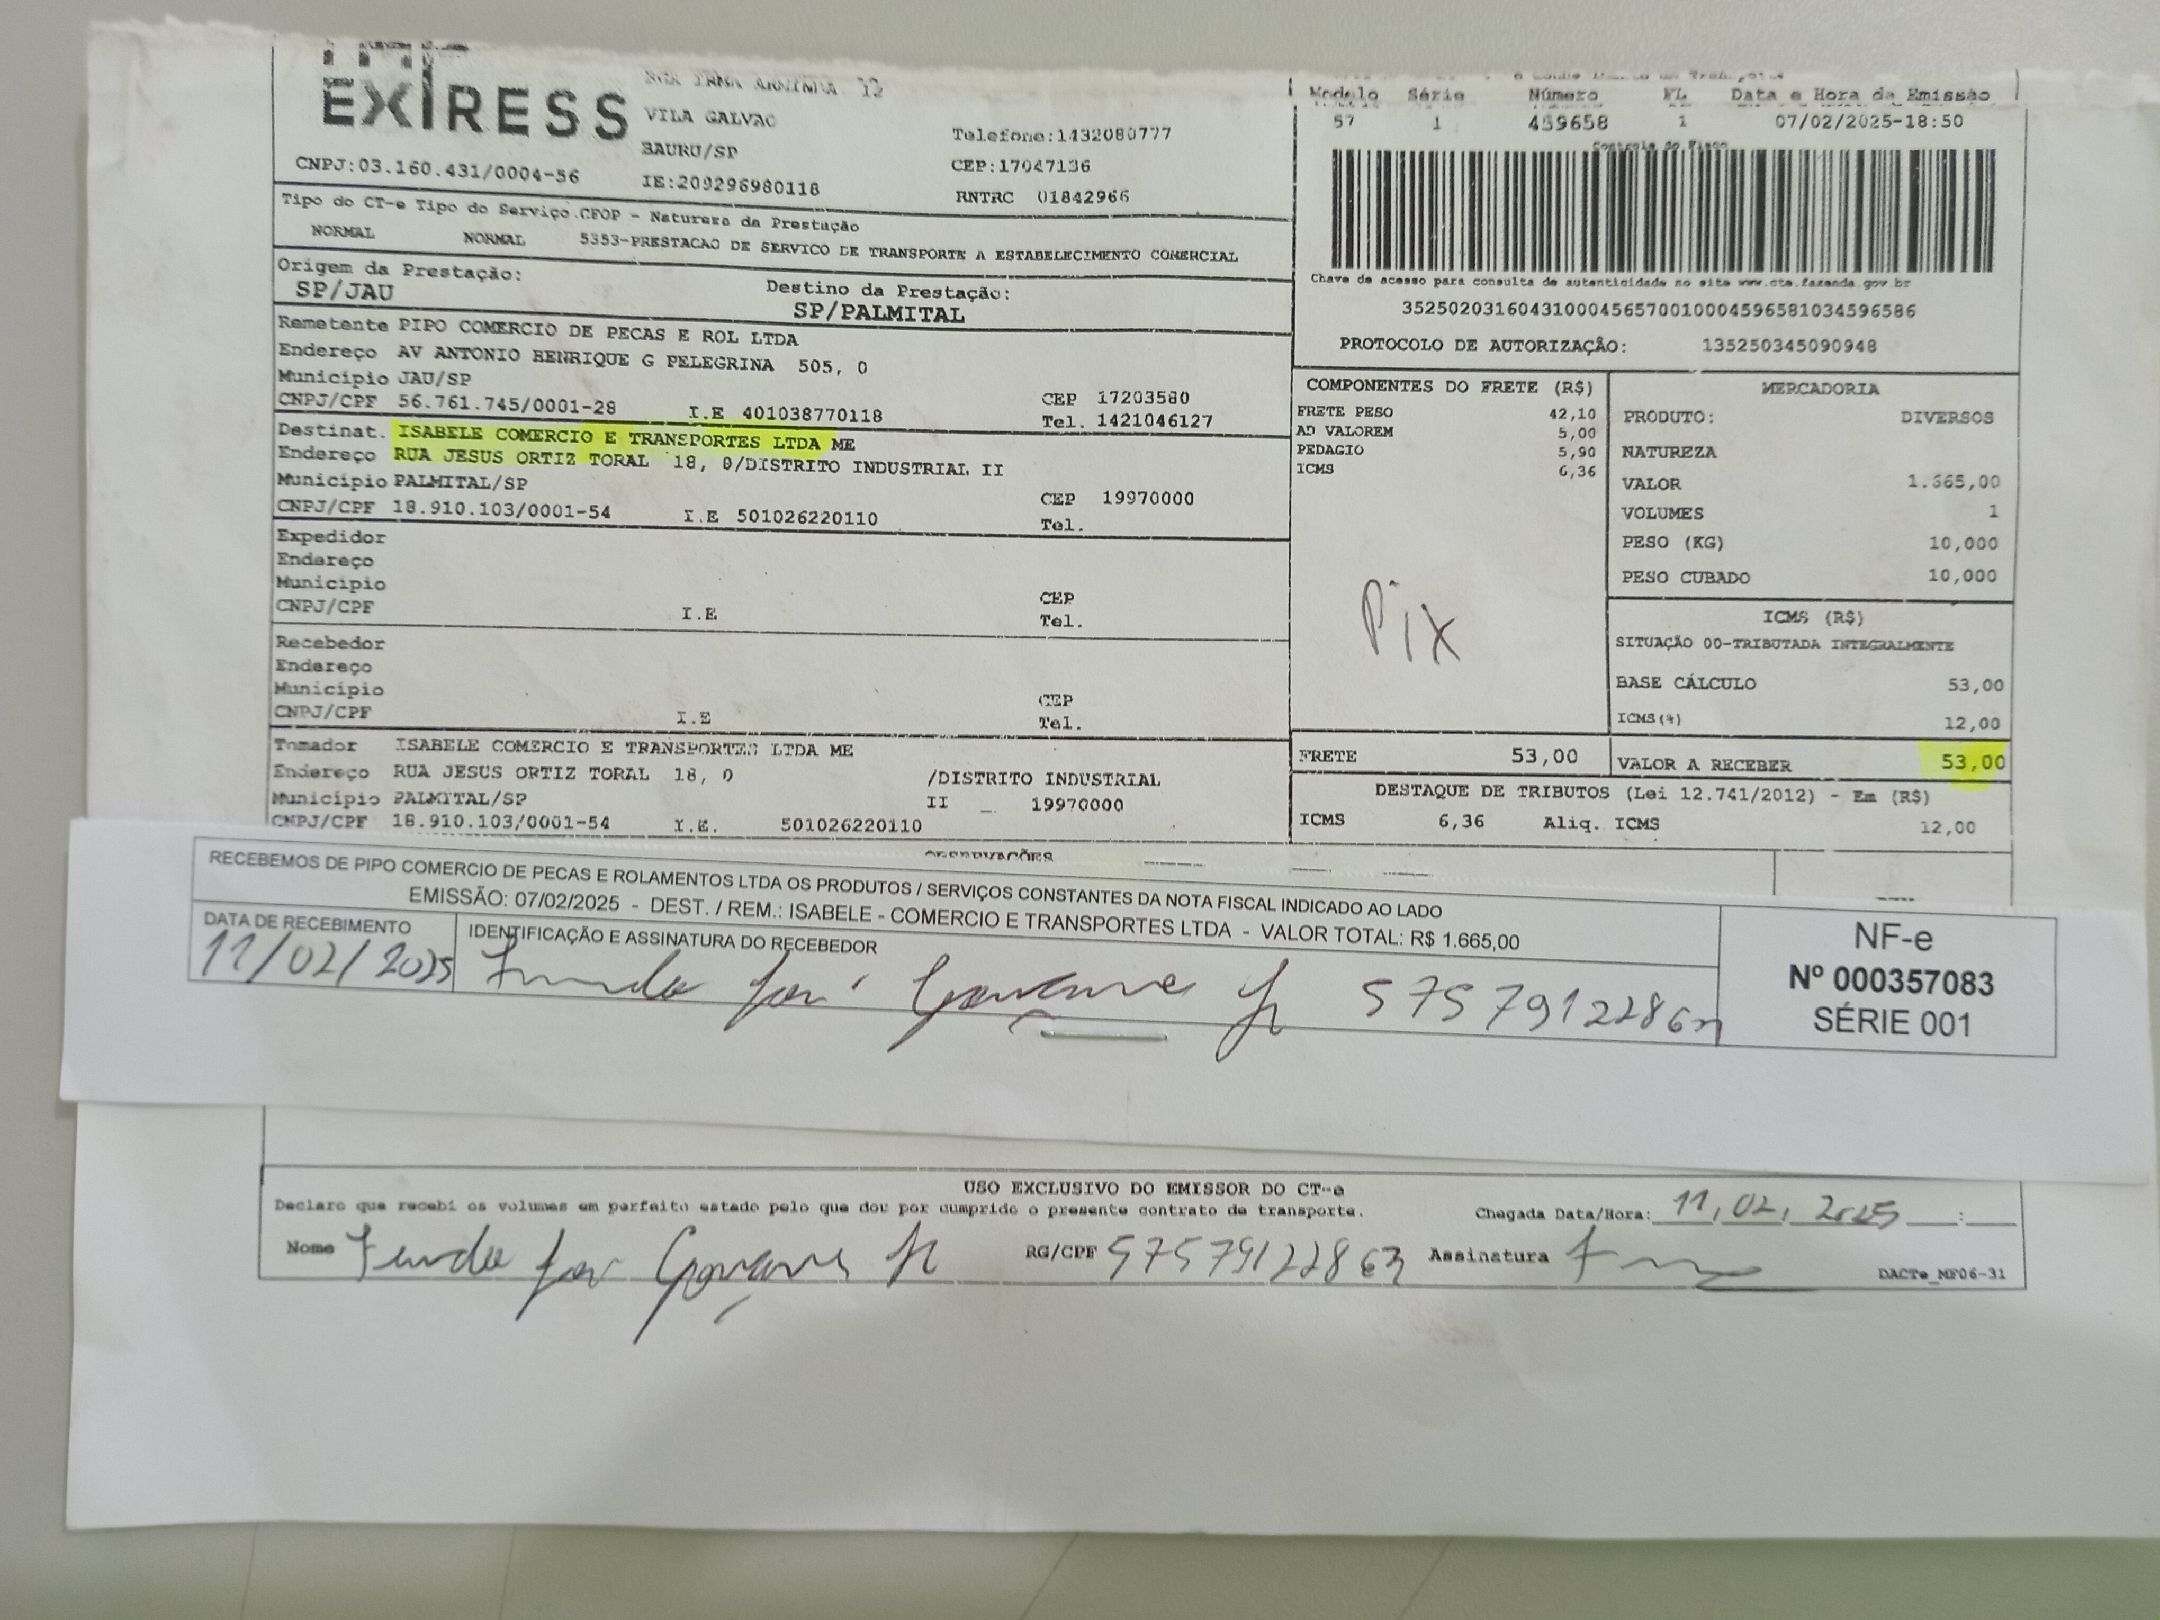 EXPRESS
VILA GALVAO
BAURU/SP
Telefone:1432080777
CNPJ:03.160.431/0004-56
IE:209296980118
CEP:17047136
RNTRC 01842966
Modelo Série Número FL Data e Hora da Emissão
57 1 459658 1 07/02/2025-18:50
Controle do Fisco
Chave de acesso para consulta de autenticidade no site www.cte.fazenda.gov.br
35250203160431000456570010004596581034596586
PROTOCOLO DE AUTORIZAÇÃO: 135250345090948
Tipo do CT-e Tipo do Serviço CFOP - Natureza da Prestação
NORMAL NORMAL 5353-PRESTACAO DE SERVICO DE TRANSPORTE A ESTABELECIMENTO COMERCIAL
Origem da Prestação: Destino da Prestação:
SP/JAU SP/PALMITAL
Remetente PIPO COMERCIO DE PECAS E ROL LTDA
Endereço AV ANTONIO HENRIQUE G PELEGRINA 505, 0
Município JAU/SP CEP 17203580
CNPJ/CPF 56.761.745/0001-28 I.E 401038770118 Tel. 1421046127
Destinat. ISABELE COMERCIO E TRANSPORTES LTDA ME
Endereço RUA JESUS ORTIZ TORAL 18, 0/DISTRITO INDUSTRIAL II
Município PALMITAL/SP CEP 19970000
CNPJ/CPF 18.910.103/0001-54 I.E 501026220110 Tel.
Expedidor
Endereço
Município CEP
CNPJ/CPF I.E Tel.
Recebedor
Endereço
Município CEP
CNPJ/CPF I.E Tel.
Tomador ISABELE COMERCIO E TRANSPORTES LTDA ME
Endereço RUA JESUS ORTIZ TORAL 18, 0 /DISTRITO INDUSTRIAL
Município PALMITAL/SP II _ 19970000
CNPJ/CPF 18.910.103/0001-54 I.E. 501026220110
COMPONENTES DO FRETE (R$)
FRETE PESO 42,10
AD VALOREM 5,00
PEDAGIO 5,90
ICMS 6,36
Pix
MERCADORIA
PRODUTO: DIVERSOS
NATUREZA
VALOR 1.665,00
VOLUMES 1
PESO (KG) 10,000
PESO CUBADO 10,000
ICMS (R$)
SITUAÇÃO 00-TRIBUTADA INTEGRALMENTE
BASE CÁLCULO 53,00
ICMS(%) 12,00
FRETE 53,00 VALOR A RECEBER 53,00
DESTAQUE DE TRIBUTOS (Lei 12.741/2012) - Em (R$)
ICMS 6,36 Aliq. ICMS 12,00
OBSERVAÇÕES
RECEBEMOS DE PIPO COMERCIO DE PECAS E ROLAMENTOS LTDA OS PRODUTOS / SERVIÇOS CONSTANTES DA NOTA FISCAL INDICADO AO LADO
EMISSÃO: 07/02/2025 - DEST. / REM.: ISABELE - COMERCIO E TRANSPORTES LTDA - VALOR TOTAL: R$ 1.665,00
DATA DE RECEBIMENTO IDENTIFICAÇÃO E ASSINATURA DO RECEBEDOR
11/02/2025 57579122863
NF-e
Nº 000357083
SÉRIE 001
USO EXCLUSIVO DO EMISSOR DO CT-e
Declaro que recebi os volumes em perfeito estado pelo que dou por cumprido o presente contrato de transporte.
Chegada Data/Hora: 11, 02, 2025 :
Nome RG/CPF 57579122863 Assinatura
DACTe_MF06-31